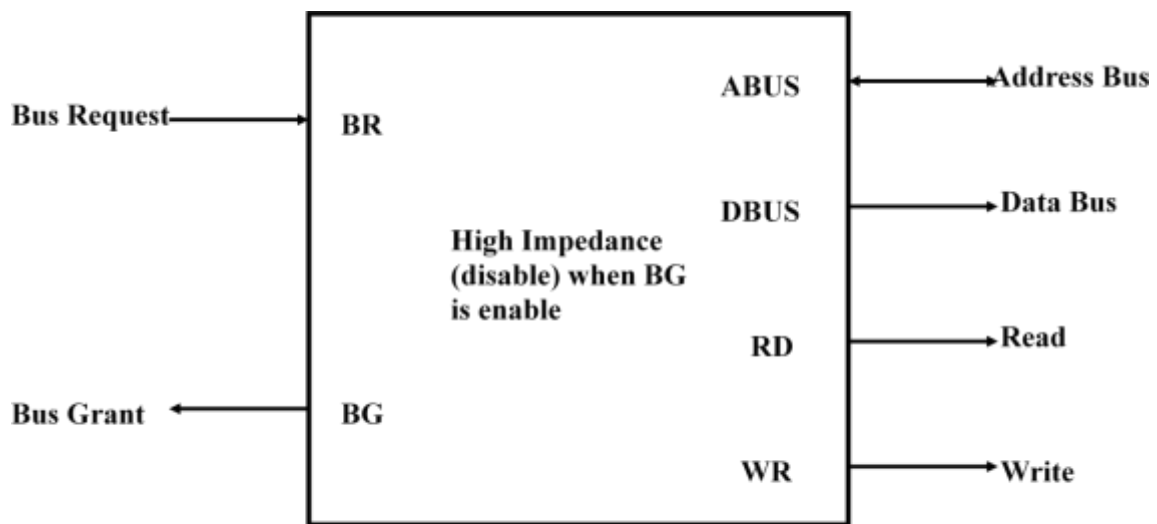 Bus Request
BR
ABUS
Address Bus
DBUS
Data Bus
High Impedance
(disable) when BG
is enable
RD
Read
Bus Grant
BG
WR
Write